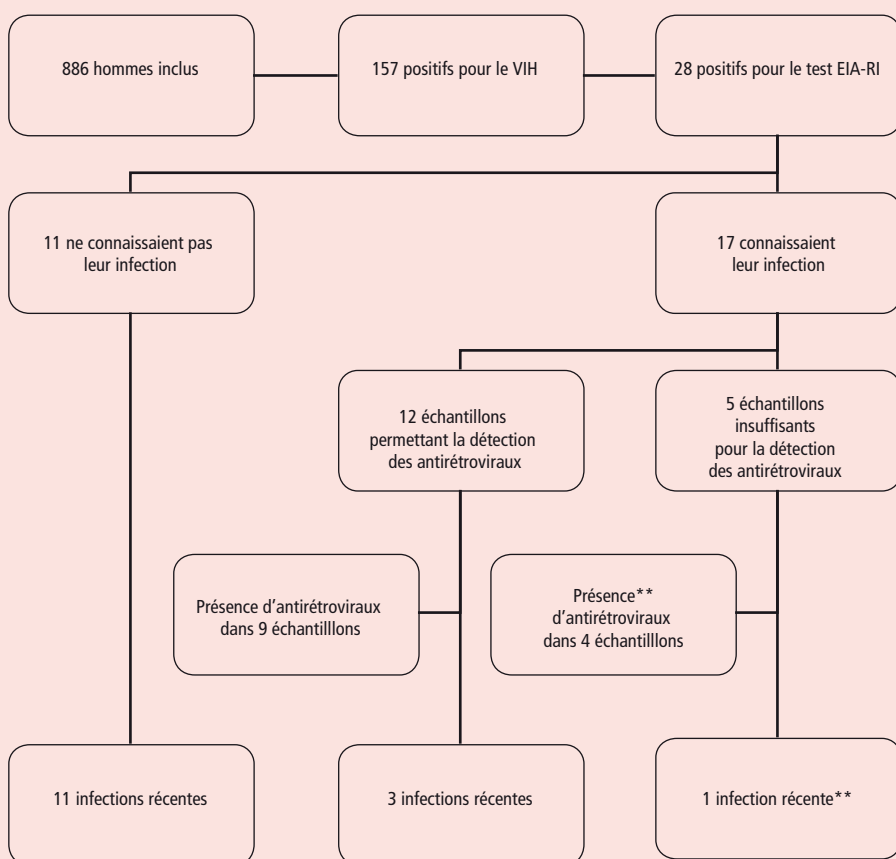 886 hommes inclus
157 positifs pour le VIH
28 positifs pour le test EIA-RI
11 ne connaissaient pas
leur infection
17 connaissaient
leur infection
12 échantillons
permettant la détection
des antirétroviraux
5 échantillons
insuffisants
pour la détection
des antirétroviraux
Présence d’antirétroviraux
dans 9 échantilllons
Présence**
d’antirétroviraux
dans 4 échantilllons
11 infections récentes
3 infections récentes
1 infection récente**